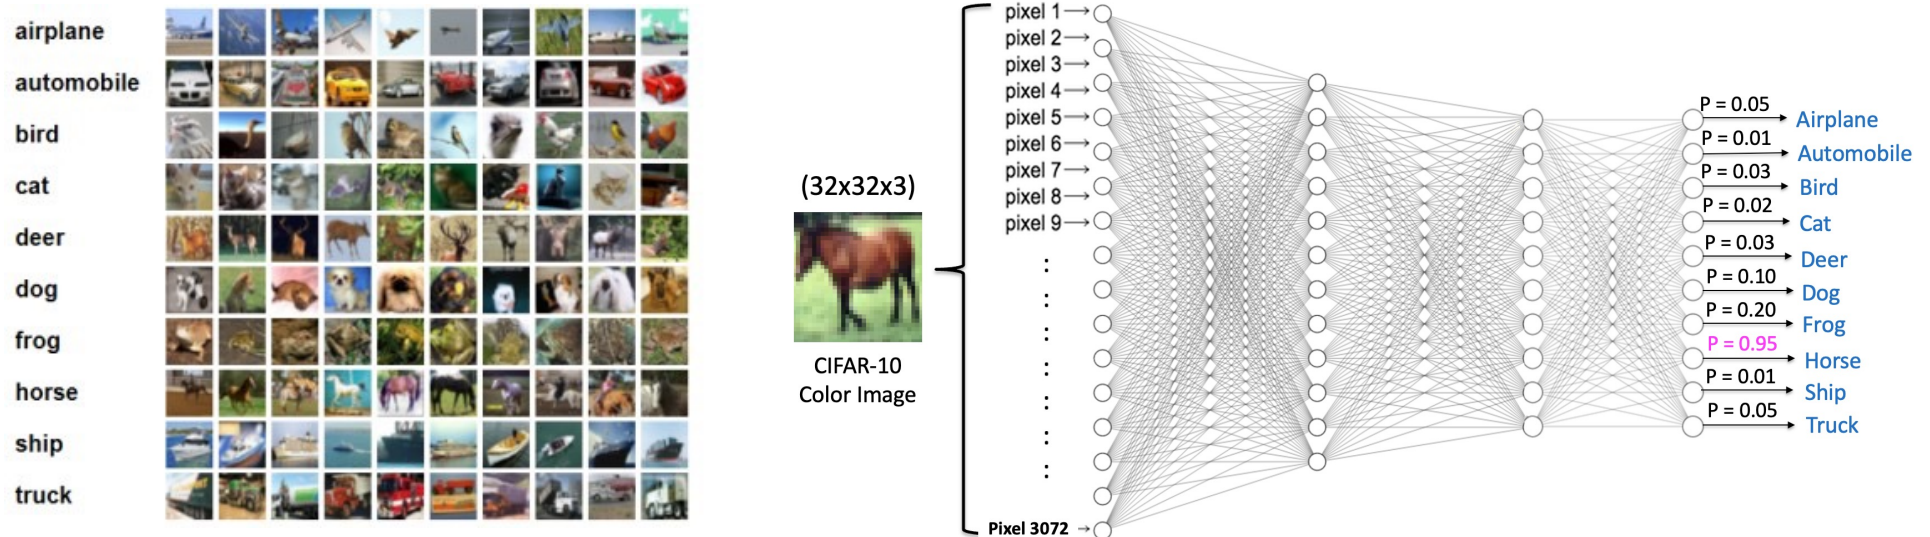 airplane
automobile
bird
cat
deer
dog
frog
horse
ship
truck
(32x32x3)
CIFAR-10
Color Image
pixel 1
pixel 2
pixel 3
pixel 4
pixel 5
pixel 6
pixel 7
pixel 8
pixel 9
Pixel 3072
P = 0.05
Airplane
P = 0.01
Automobile
P = 0.03
Bird
P = 0.02
Cat
P = 0.03
Deer
P = 0.10
Dog
P = 0.20
Frog
P = 0.95
Horse
P = 0.01
Ship
P = 0.05
Truck